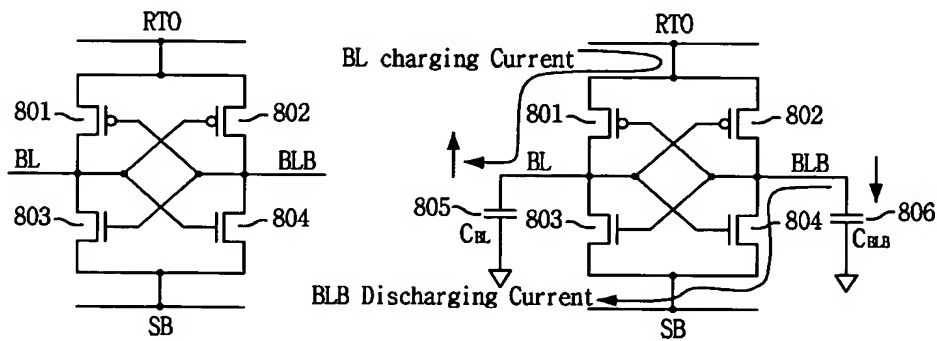 RTO
801
802
BL
BLB
803
804
SB
RTO
BL charging Current
801
802
BL
BLB
805
CBL
803
804
806
CBLB
BLB Discharging Current
SB